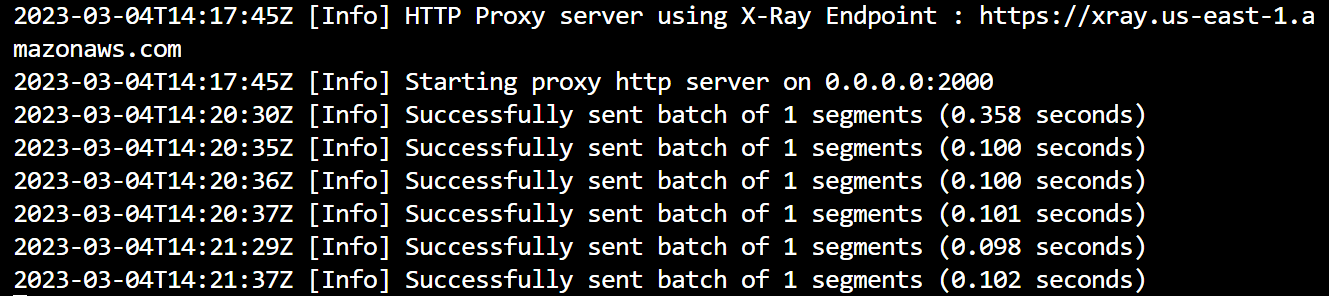 2023-03-04T14:17:45Z [Info] HTTP Proxy server using X-Ray Endpoint : https://xray.us-east-1.a
mazonaws.com
2023-03-04T14:17:45Z [Info] Starting proxy http server on 0.0.0.0:2000
2023-03-04T14:20:30Z [Info] Successfully sent batch of 1 segments (0.358 seconds)
2023-03-04T14:20:35Z [Info] Successfully sent batch of 1 segments (0.100 seconds)
2023-03-04T14:20:36Z [Info] Successfully sent batch of 1 segments (0.100 seconds)
2023-03-04T14:20:37Z [Info] Successfully sent batch of 1 segments (0.101 seconds)
2023-03-04T14:21:29Z [Info] Successfully sent batch of 1 segments (0.098 seconds)
2023-03-04T14:21:37Z [Info] Successfully sent batch of 1 segments (0.102 seconds)